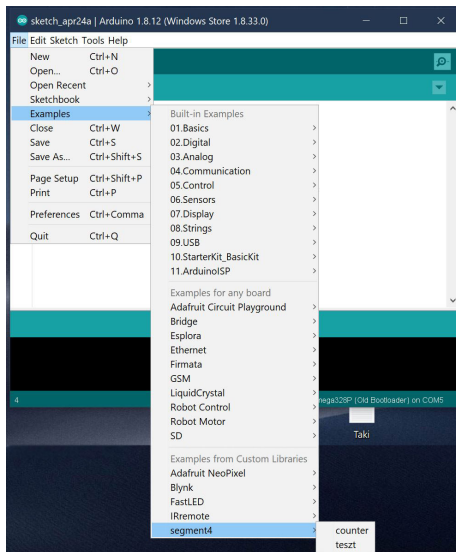 sketch_apr24a | Arduino 1.8.12 (Windows Store 1.8.33.0)
File Edit Sketch Tools Help
New Ctrl+N
Open... Ctrl+O
Open Recent
Sketchbook
Examples
Close Ctrl+W
Save Ctrl+S
Save As... Ctrl+Shift+S
Page Setup Ctrl+Shift+P
Print Ctrl+P
Preferences Ctrl+Comma
Quit Ctrl+Q
Built-in Examples
01.Basics
02.Digital
03.Analog
04.Communication
05.Control
06.Sensors
07.Display
08.Strings
09.USB
10.StarterKit_BasicKit
11.ArduinoISP
Examples for any board
Adafruit Circuit Playground
Bridge
Esplora
Ethernet
Firmata
GSM
LiquidCrystal
Robot Control
Robot Motor
SD
Examples from Custom Libraries
Adafruit NeoPixel
Blynk
FastLED
IRremote
segment4
counter
teszt
4
mega328P (Old Bootloader) on COM5
Taki